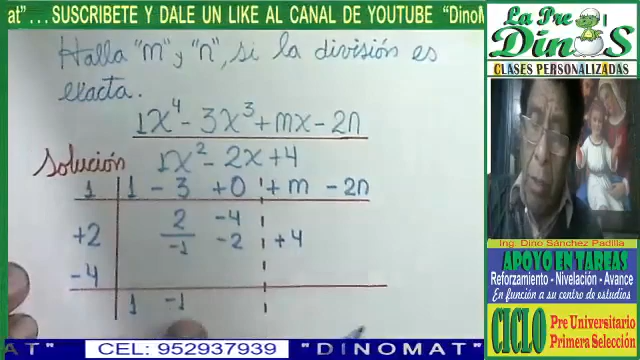 at"...SUSCRIBETE Y DALE UN LIKE AL CANAL DE YOUTUBE "DinoM
La Pre
DinoS
CLASES PERSONALIZADAS
Halla "m" y "n", si la división es
exacta.
1x⁴ - 3x³ + mx - 2n
1x² - 2x + 4
Solución
1 1 - 3 +0 + m - 2n
2 -4
+2 -1 -2 +4
-4
1 -1
Ing: Dino Sánchez Padilla
APOYO EN TAREAS
Reforzamiento - Nivelación - Avance
En función a su centro de estudios
CICLO Pre Universitario
Primera Selección
MAT" CEL: 952937939 "DINOMAT"